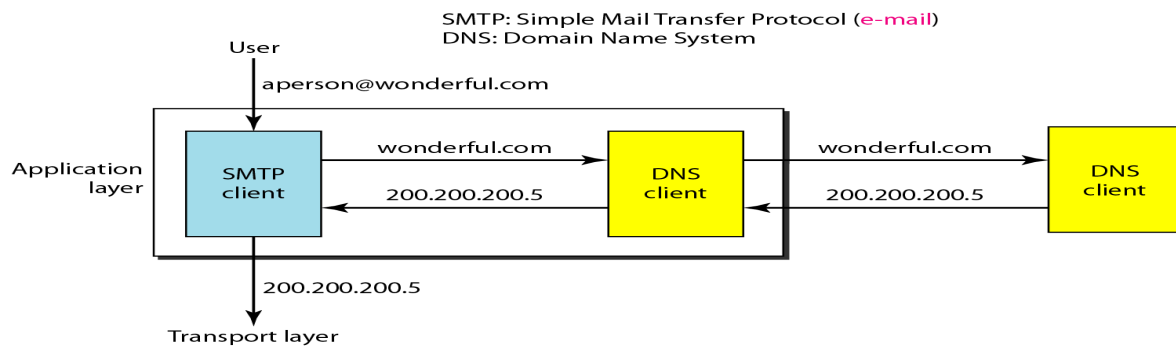 SMTP: Simple Mail Transfer Protocol (e-mail)
DNS: Domain Name System
User
aperson@wonderful.com
Application
layer
SMTP
client
wonderful.com
200.200.200.5
DNS
client
wonderful.com
200.200.200.5
DNS
client
200.200.200.5
Transport layer